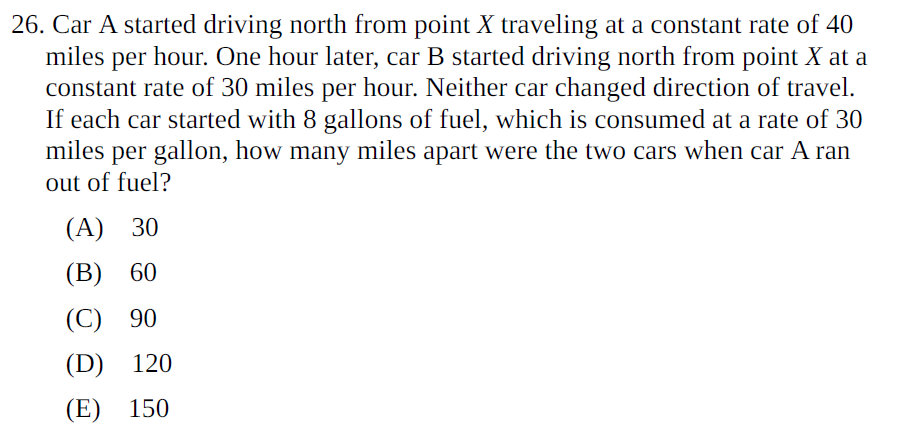 26. Car A started driving north from point X traveling at a constant rate of 40
miles per hour. One hour later, car B started driving north from point X at a
constant rate of 30 miles per hour. Neither car changed direction of travel.
If each car started with 8 gallons of fuel, which is consumed at a rate of 30
miles per gallon, how many miles apart were the two cars when car A ran
out of fuel?
(A) 30
(B) 60
(C) 90
(D) 120
(E) 150